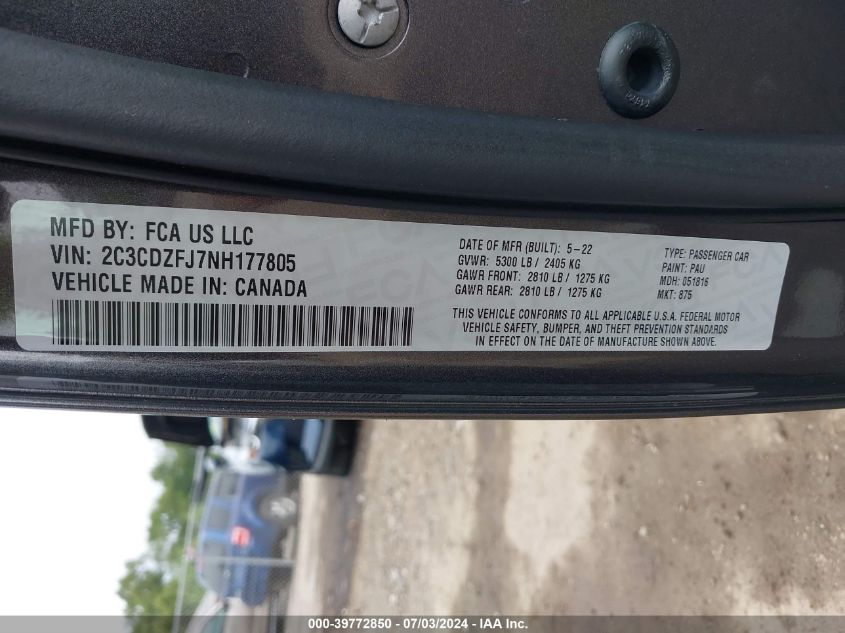 MFD BY: FCA US LLC
VIN: 2C3CDZFJ7NH177805
VEHICLE MADE IN: CANADA
DATE OF MFR (BUILT): 5-22
GVWR: 5300 LB / 2405 KG
GAWR FRONT: 2810 LB / 1275 KG
GAWR REAR: 2810 LB / 1275 KG
TYPE: PASSENGER CAR
PAINT: PAU
MDH: 051816
MKT: 875
THIS VEHICLE CONFORMS TO ALL APPLICABLE U.S.A. FEDERAL MOTOR
VEHICLE SAFETY, BUMPER, AND THEFT PREVENTION STANDARDS
IN EFFECT ON THE DATE OF MANUFACTURE SHOWN ABOVE.
000-39772850 - 07/03/2024 - IAA Inc.